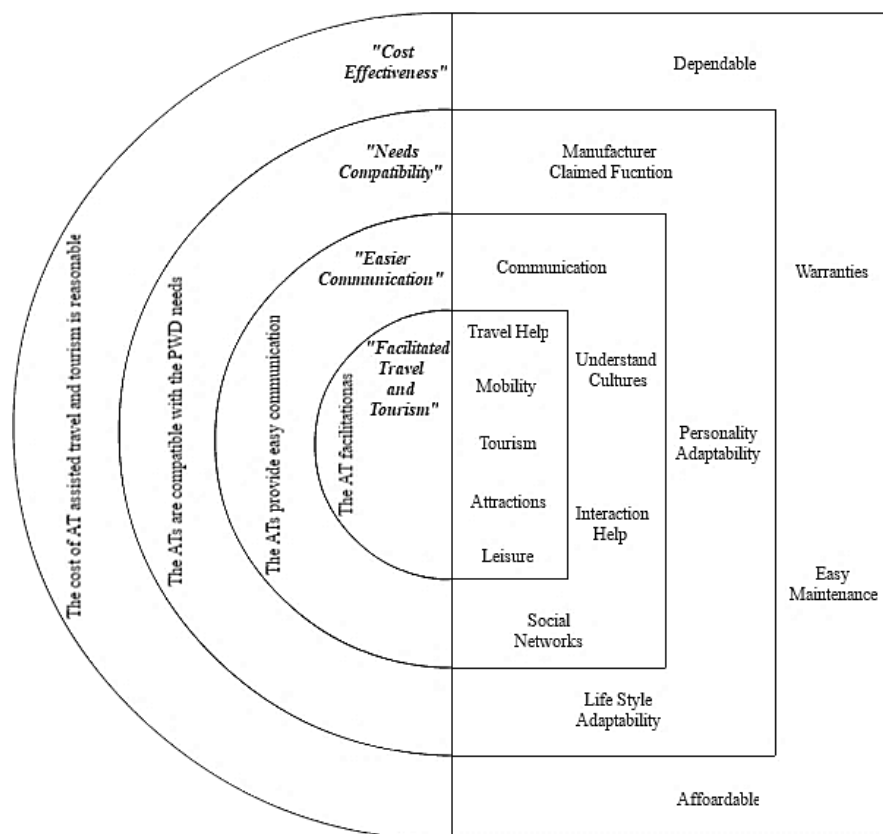 "Cost
Effectiveness"
Dependable
"Needs
Compatibility"
Manufacturer
Claimed Fucntion
"Easier
Communication"
Communication
Warranties
"Facilitated
Travel
and
Tourism"
Travel Help
Mobility
Tourism
Attractions
Leisure
Understand
Cultures
Interaction
Help
Social
Networks
Personality
Adaptability
Life Style
Adaptability
Easy
Maintenance
Affoardable
The cost of AT assisted travel and tourism is reasonable
The ATs are compatible with the PWD needs
The ATs provide easy communication
The AT facilitationas